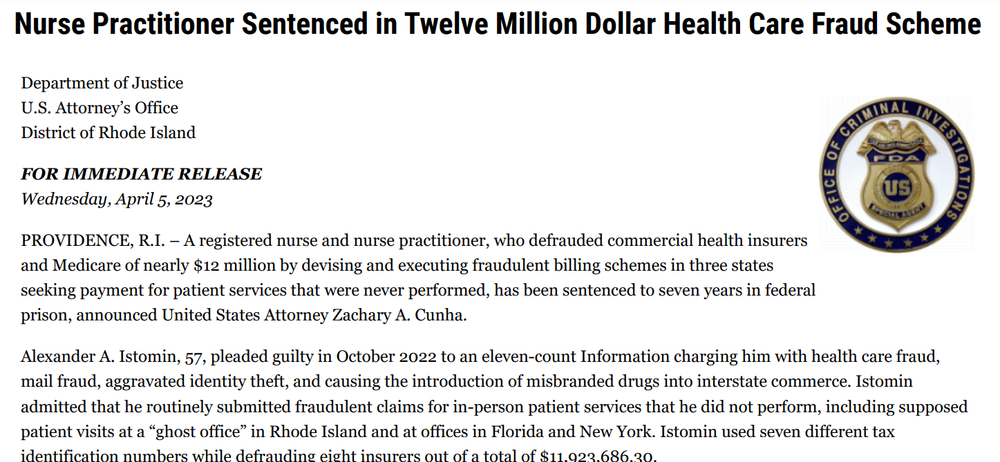 Nurse Practitioner Sentenced in Twelve Million Dollar Health Care Fraud Scheme
Department of Justice
U.S. Attorney’s Office
District of Rhode Island
OFFICE OF CRIMINAL INVESTIGATIONS
FDA
US
SPECIAL AGENT
FOR IMMEDIATE RELEASE
Wednesday, April 5, 2023
PROVIDENCE, R.I. – A registered nurse and nurse practitioner, who defrauded commercial health insurers
and Medicare of nearly $12 million by devising and executing fraudulent billing schemes in three states
seeking payment for patient services that were never performed, has been sentenced to seven years in federal
prison, announced United States Attorney Zachary A. Cunha.
Alexander A. Istomin, 57, pleaded guilty in October 2022 to an eleven-count Information charging him with health care fraud,
mail fraud, aggravated identity theft, and causing the introduction of misbranded drugs into interstate commerce. Istomin
admitted that he routinely submitted fraudulent claims for in-person patient services that he did not perform, including supposed
patient visits at a “ghost office” in Rhode Island and at offices in Florida and New York. Istomin used seven different tax
identification numbers while defrauding eight insurers out of a total of $11,923,686.30.